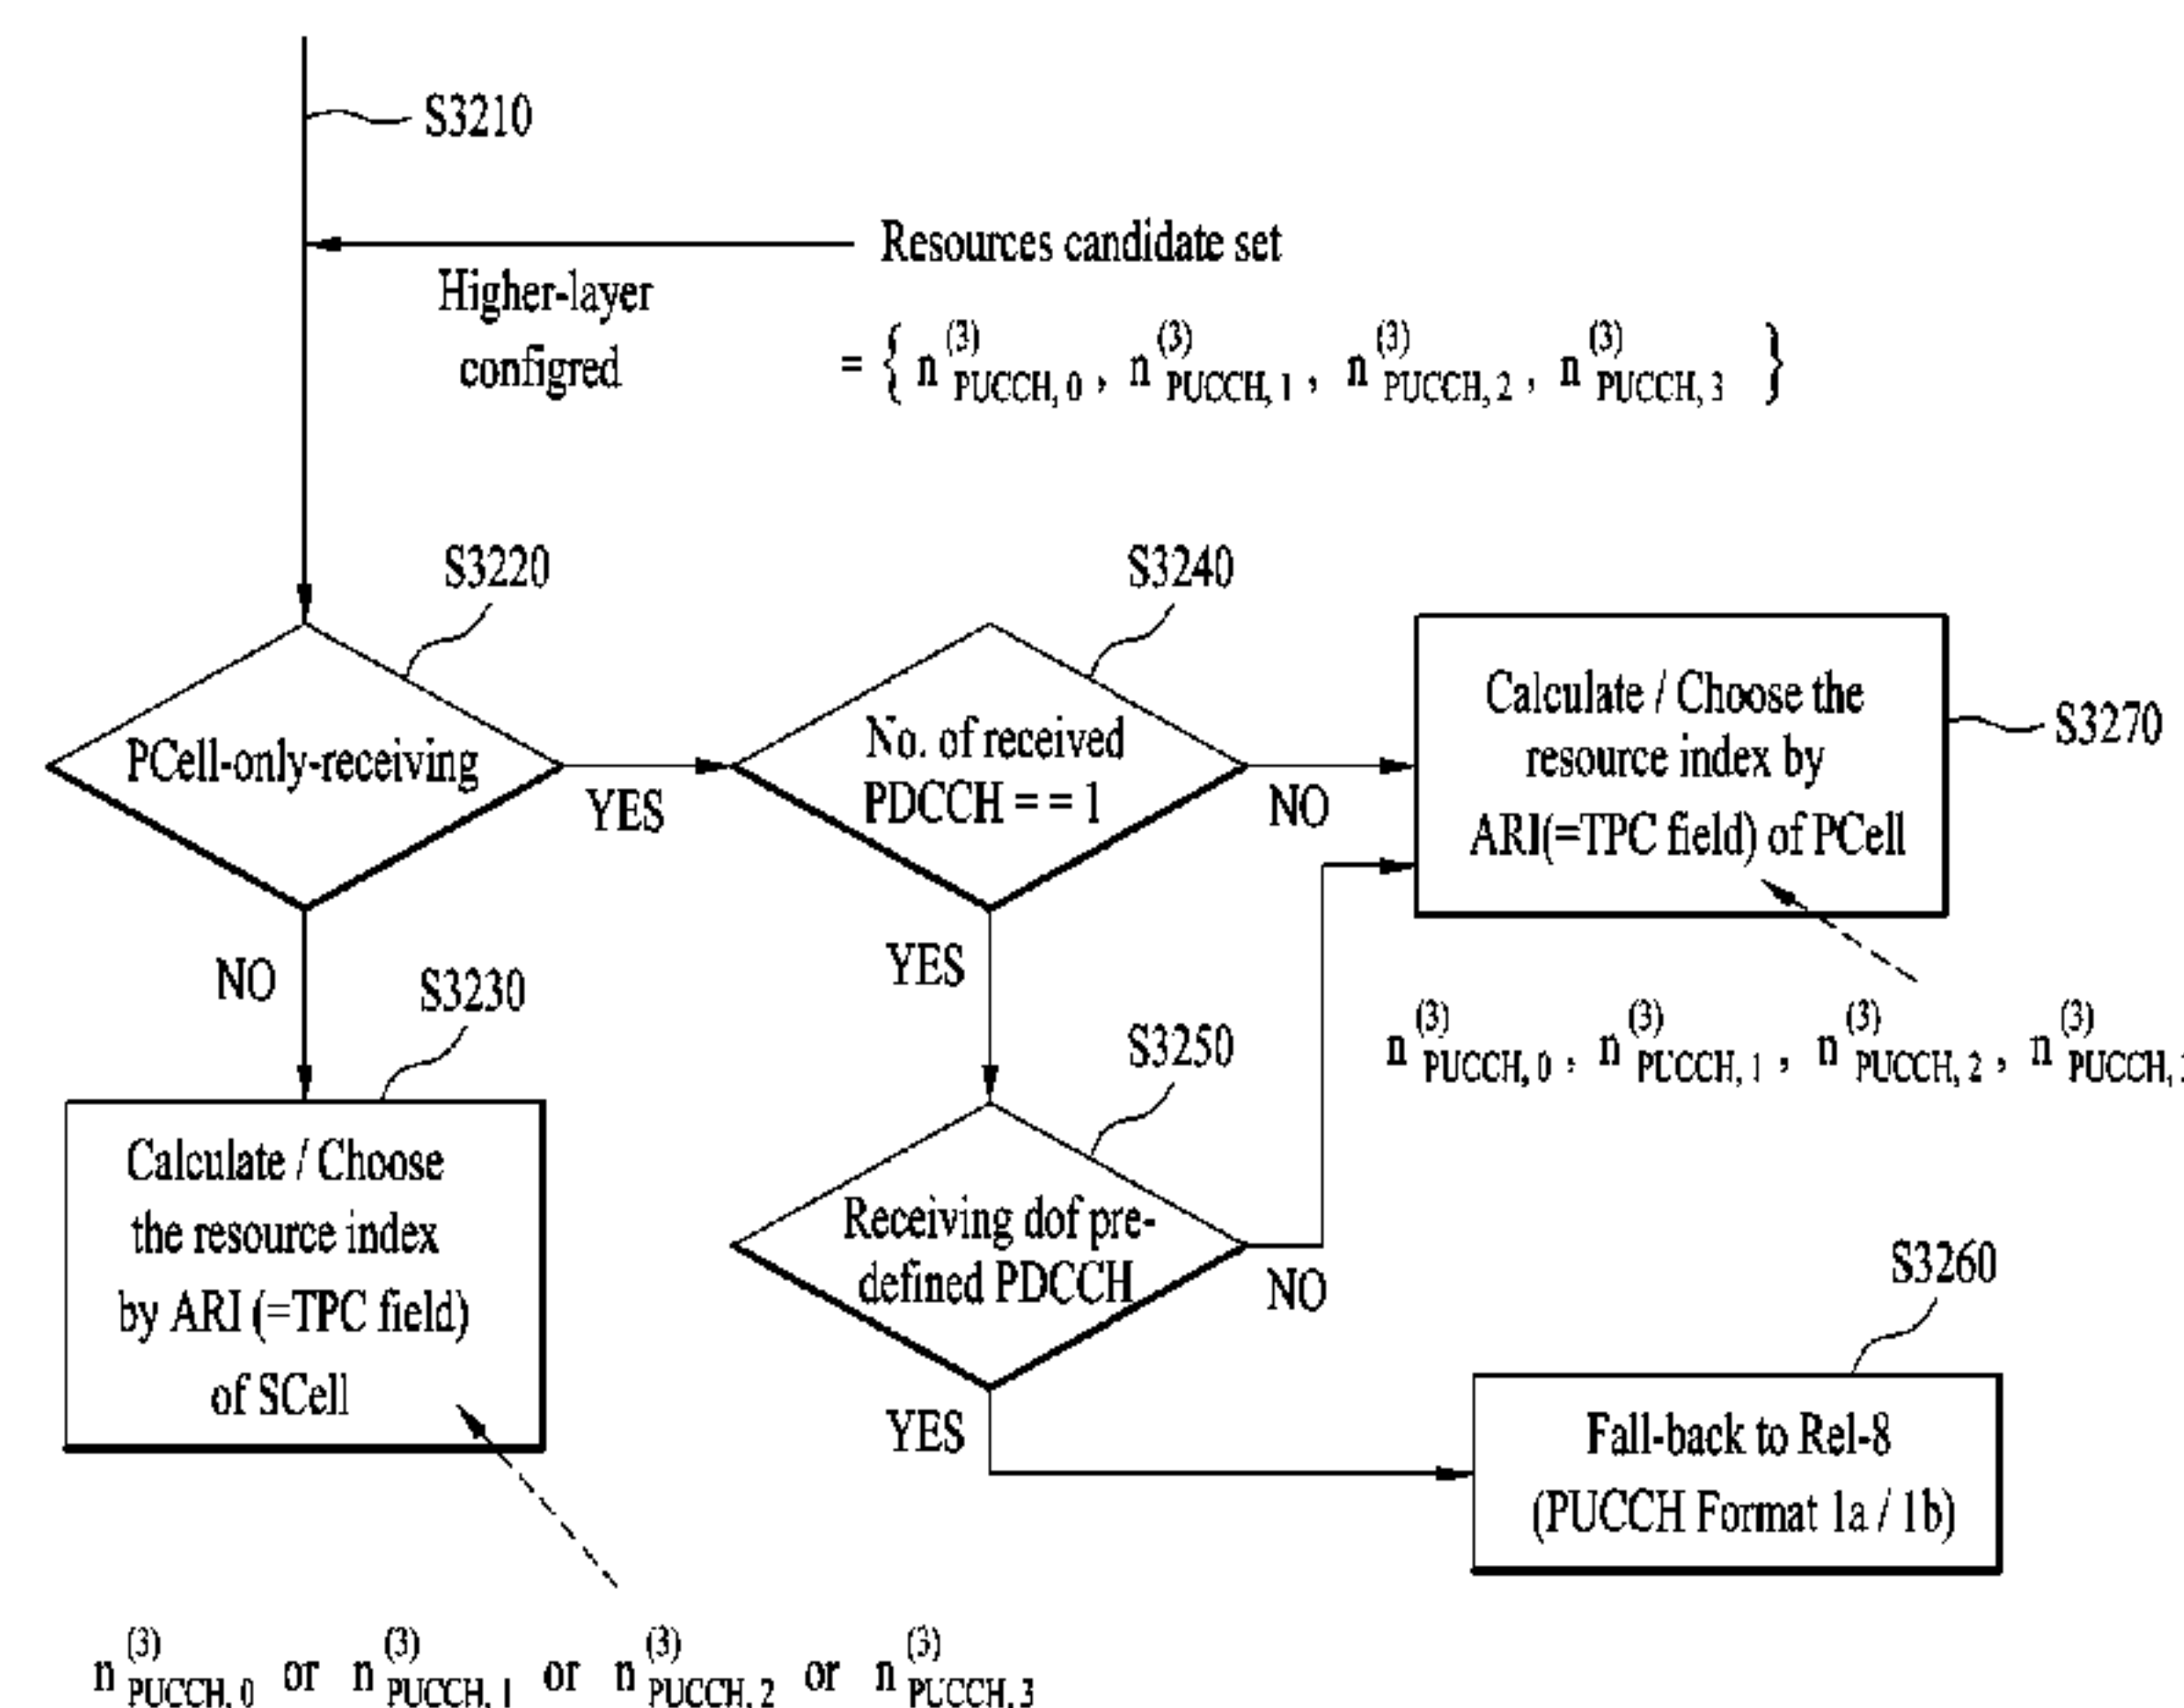 S3210
Resources candidate set
Higher-layer
configred
= { n(3)PUCCH, 0 , n(3)PUCCH, 1 , n(3)PUCCH, 2 , n(3)PUCCH, 3 }
S3220
S3240
PCell-only-receiving
YES
No. of received
PDCCH = = 1
NO
Calculate / Choose the
resource index by
ARI(=TPC field) of PCell
S3270
NO
YES
S3230
S3250
n(3)PUCCH, 0 , n(3)PUCCH, 1 , n(3)PUCCH, 2 , n(3)PUCCH,
Calculate / Choose
the resource index
by ARI (=TPC field)
of SCell
Receiving dof pre-
defined PDCCH
NO
YES
S3260
Fall-back to Rel-8
(PUCCH Format 1a / 1b)
n(3)PUCCH, 0 or n(3)PUCCH, 1 or n(3)PUCCH, 2 or n(3)PUCCH, 3